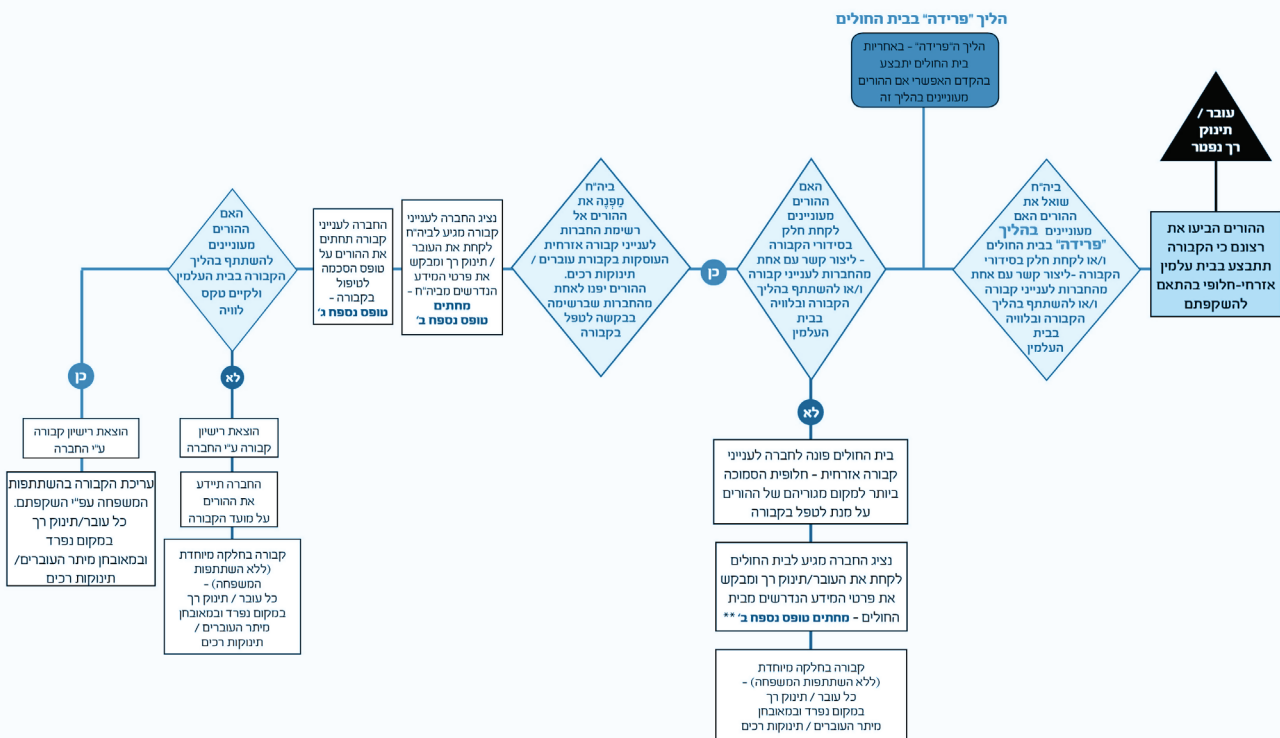 הליך "פרידה" בבית החולים
הליך ה"פרידה" - באחריות
בית החולים יתבצע
בהקדם האפשרי אם ההורים
מעוניינים בהליך זה
עובר /
תינוק
רך נפטר
ההורים הביעו את
רצונם כי הקבורה
תתבצע בבית עלמין
אזרחי-חלופי בהתאם
להשקפתם
ביה"ח
שואל את
ההורים האם
מעוניינים בהליך
"פרידה" בבית החולים
ו/או לקחת חלק בסידורי
הקבורה -ליצור קשר עם אחת
מהחברות לענייני קבורה
ו/או להשתתף בהליך
הקבורה ובלוויה
בבית
העלמין
האם
ההורים
מעוניינים
לקחת חלק
בסידורי הקבורה
- ליצור קשר עם אחת
מהחברות לענייני קבורה
ו/או להשתתף בהליך
הקבורה ובלוויה
בבית
העלמין
כן
ביה"ח
מַפְנֶה את
ההורים אל
רשימת החברות
לענייני קבורה אזרחית
העוסקות בקבורת עוברים /
תינוקות רכים.
ההורים יפנו לאחת
מהחברות שברשימה
בבקשה לטפל
בקבורה
נציג החברה לענייני
קבורה מגיע לביה"ח
לקחת את העובר
/ תינוק רך ומבקש
את פרטי המידע
הנדרשים מביה"ח -
מחתים
טופס נספח ב'
החברה לענייני
קבורה תחתים
את ההורים על
טופס הסכמה
לטיפול
בקבורה -
טופס נספח ג'
האם
ההורים
מעוניינים
להשתתף בהליך
הקבורה בבית העלמין
ולקיים טקס
לוויה
כן
הוצאת רישיון קבורה
ע"י החברה
עריכת הקבורה בהשתתפות
המשפחה עפ"י השקפתם.
כל עובר/תינוק רך
במקום נפרד
ובמאובחן מיתר העוברים/
תינוקות רכים
לא
הוצאת רישיון
קבורה ע"י החברה
החברה תיידע
את ההורים
על מועד הקבורה
קבורה בחלקה מיוחדת
(ללא השתתפות
המשפחה) -
כל עובר / תינוק רך
במקום נפרד ובמאובחן
מיתר העוברים /
תינוקות רכים
לא
בית החולים פונה לחברה לענייני
קבורה אזרחית - חלופית הסמוכה
ביותר למקום מגוריהם של ההורים
על מנת לטפל בקבורה
נציג החברה מגיע לבית החולים
לקחת את העובר/תינוק רך ומבקש
את פרטי המידע הנדרשים מבית
החולים - מחתים טופס נספח ב' **
קבורה בחלקה מיוחדת
(ללא השתתפות המשפחה) -
כל עובר / תינוק רך
במקום נפרד ובמאובחן
מיתר העוברים / תינוקות רכים